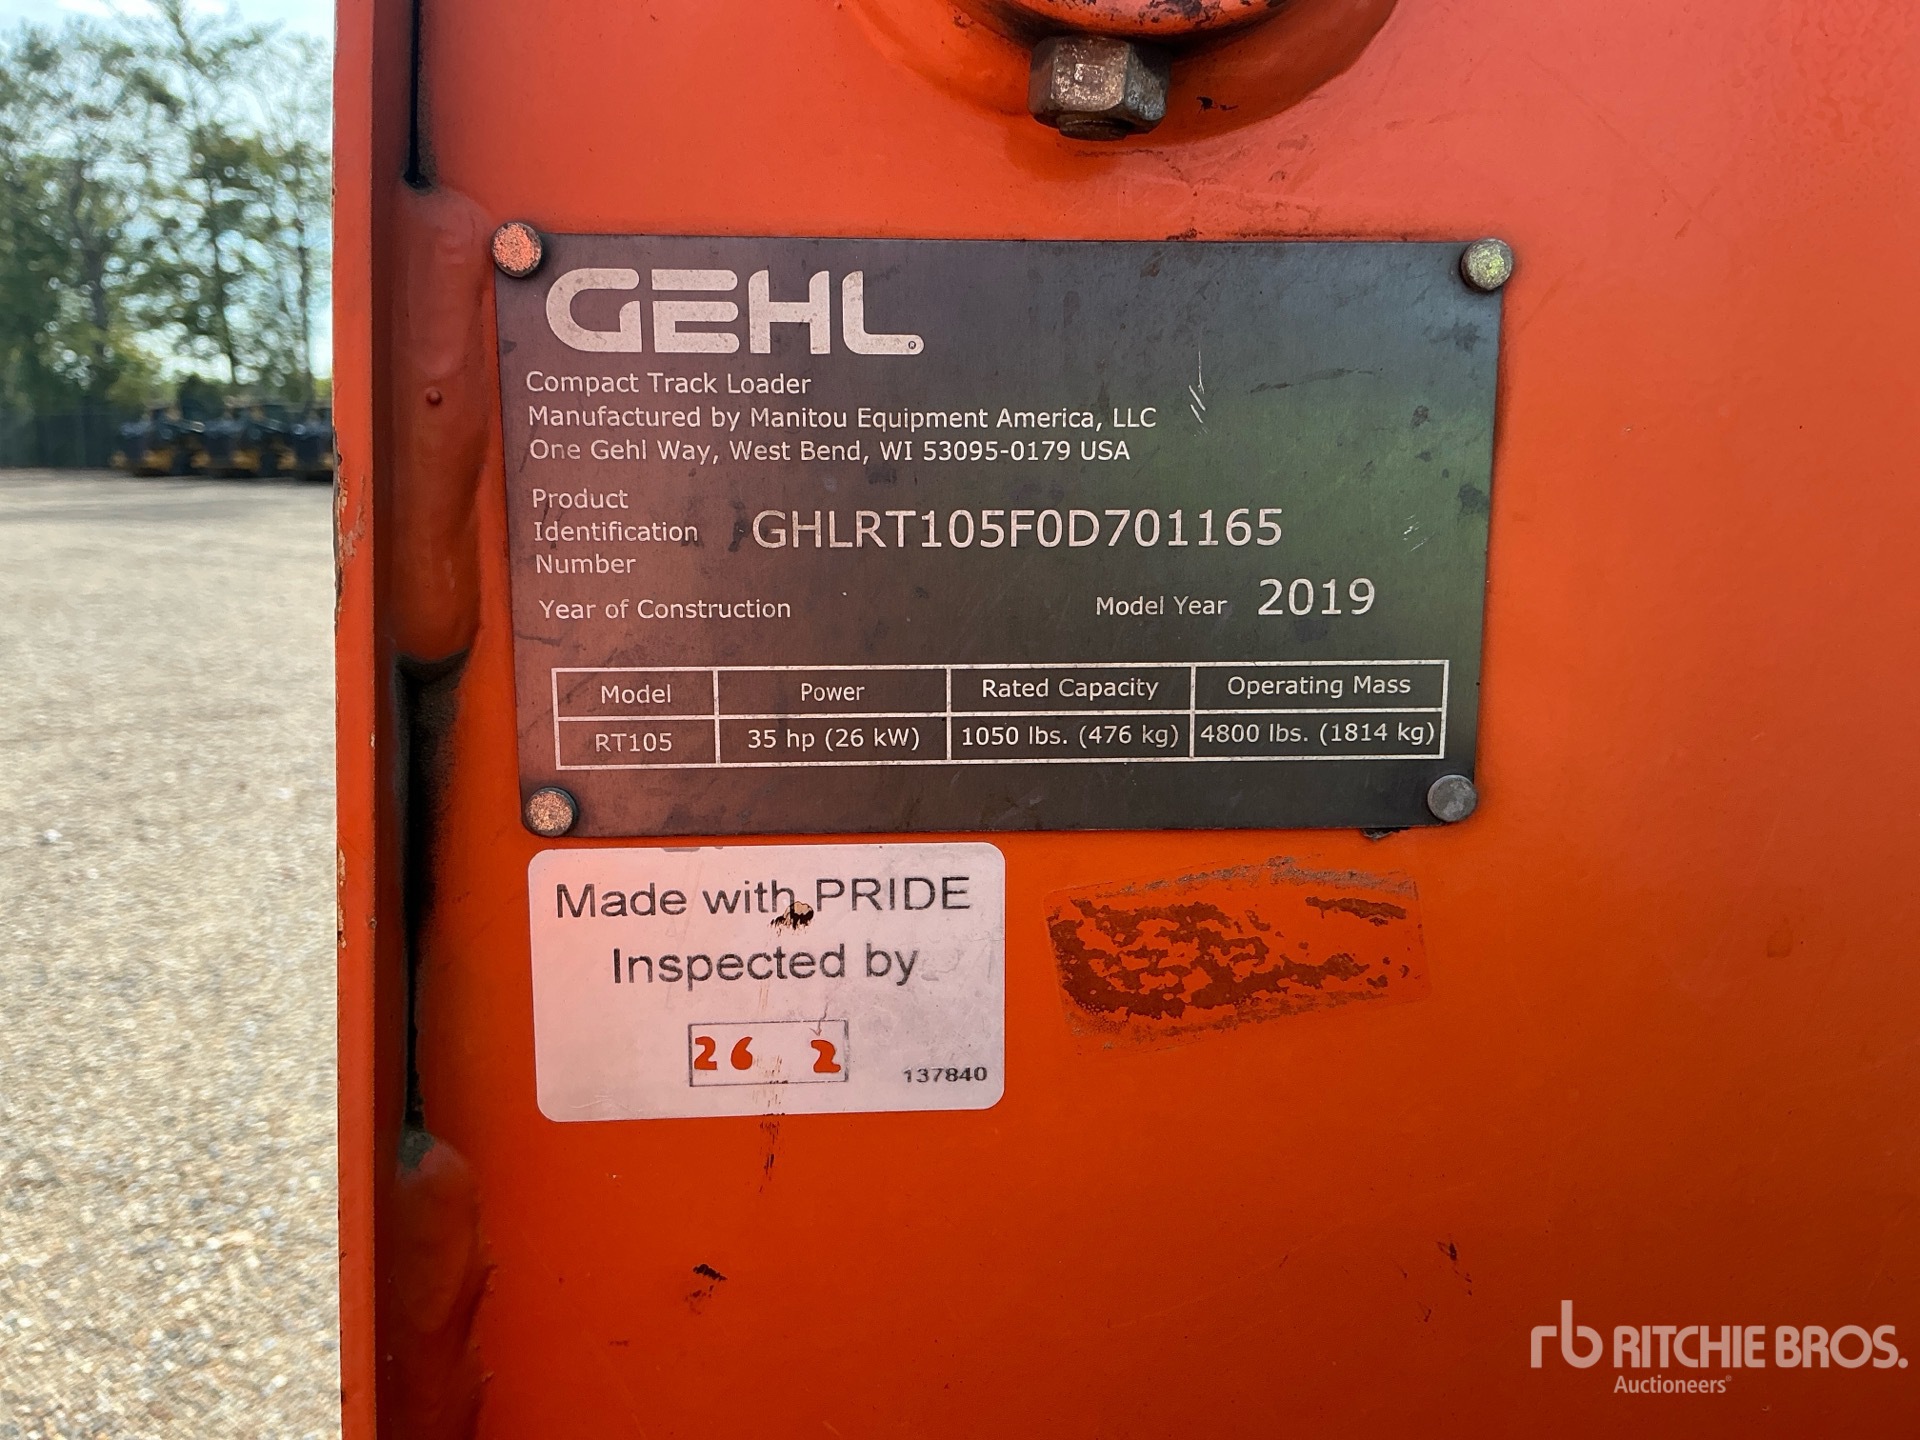 GEHL®
Compact Track Loader
Manufactured by Manitou Equipment America, LLC
One Gehl Way, West Bend, WI 53095-0179 USA
Product
Identification
Number
GHLRT105F0D701165
Year of Construction
Model Year 2019
Model Power Rated Capacity Operating Mass
RT105 35 hp (26 kW) 1050 lbs. (476 kg) 4800 lbs. (1814 kg)
Made with PRIDE
Inspected by
26 2
137840
rb RITCHIE BROS.
Auctioneers®